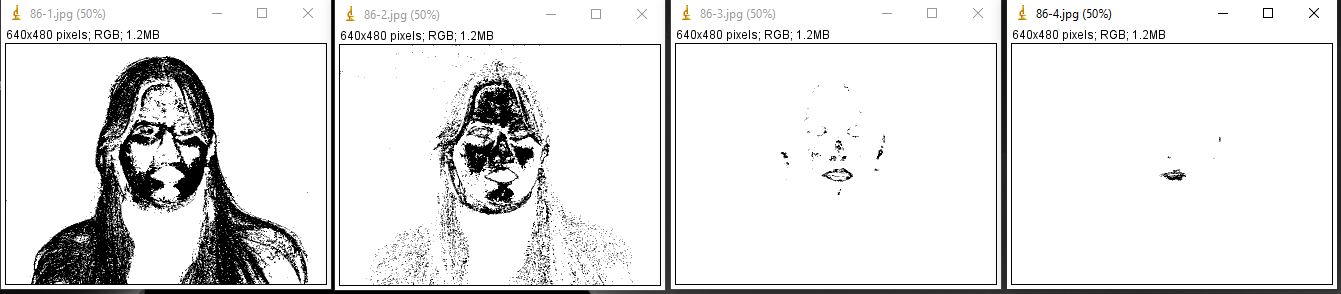 86-1.jpg (50%)
640x480 pixels; RGB; 1.2MB
86-2.jpg (50%)
640x480 pixels; RGB; 1.2MB
86-3.jpg (50%)
640x480 pixels; RGB; 1.2MB
86-4.jpg (50%)
640x480 pixels; RGB; 1.2MB